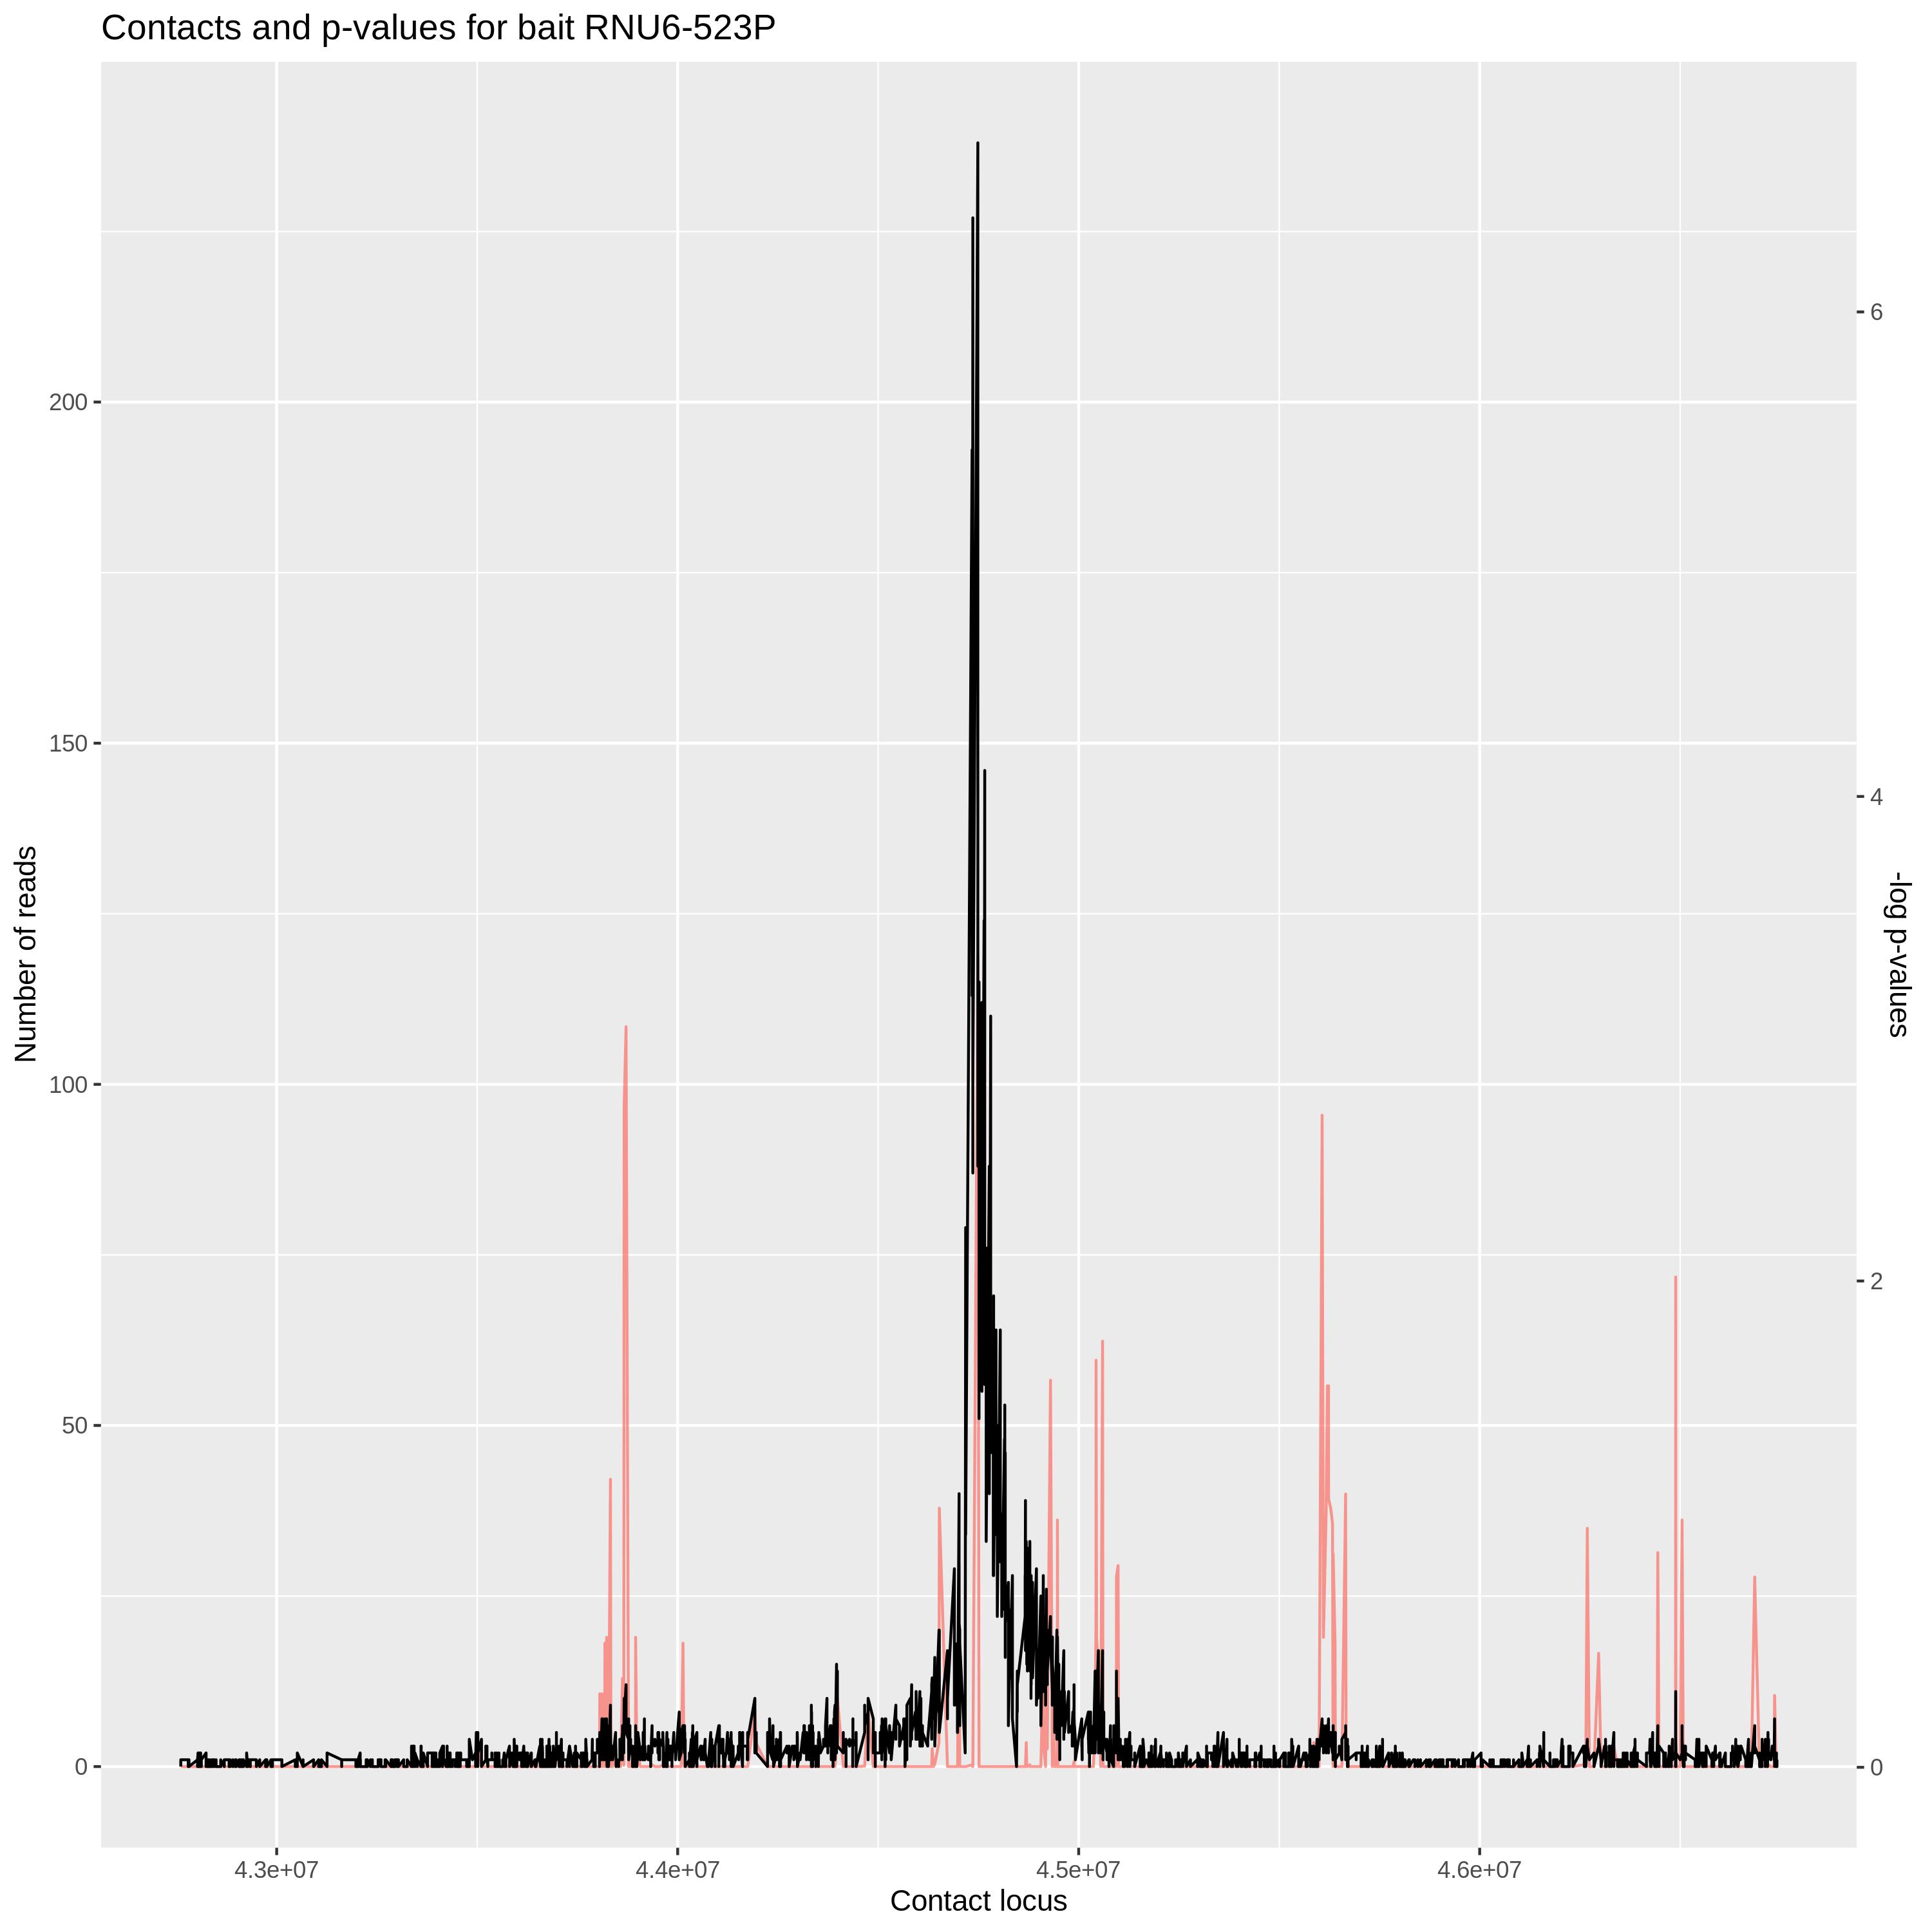 Contacts and p-values for bait RNU6-523P
200
150
100
50
0
Number of reads
6
4
2
0
-log p-values
4.3e+07
4.4e+07
4.5e+07
4.6e+07
Contact locus